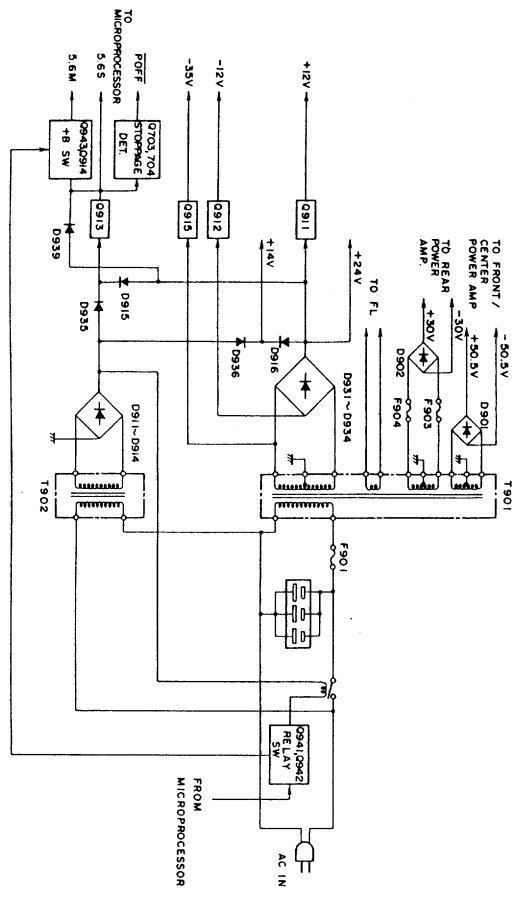 TO FRONT/
CENTER
POWER AMP
-50.5V
+50.5V
TO REAR
POWER
AMP.
-30V
+30V
D901
D902
F903
F904
T901
TO FL
+24V
+12V
Q911
D931~D934
D916
+14V
D936
-12V
Q912
-35V
Q915
F901
TO
MICROPROCESSOR
POFF
Q703,704
STOPPAGE
DET.
5.6S
Q913
5.6M
Q943,Q914
+B SW
D939
D915
D935
D911~D914
T902
Q941,Q942
RELAY
SW
FROM
MICROPROCESSOR
AC IN